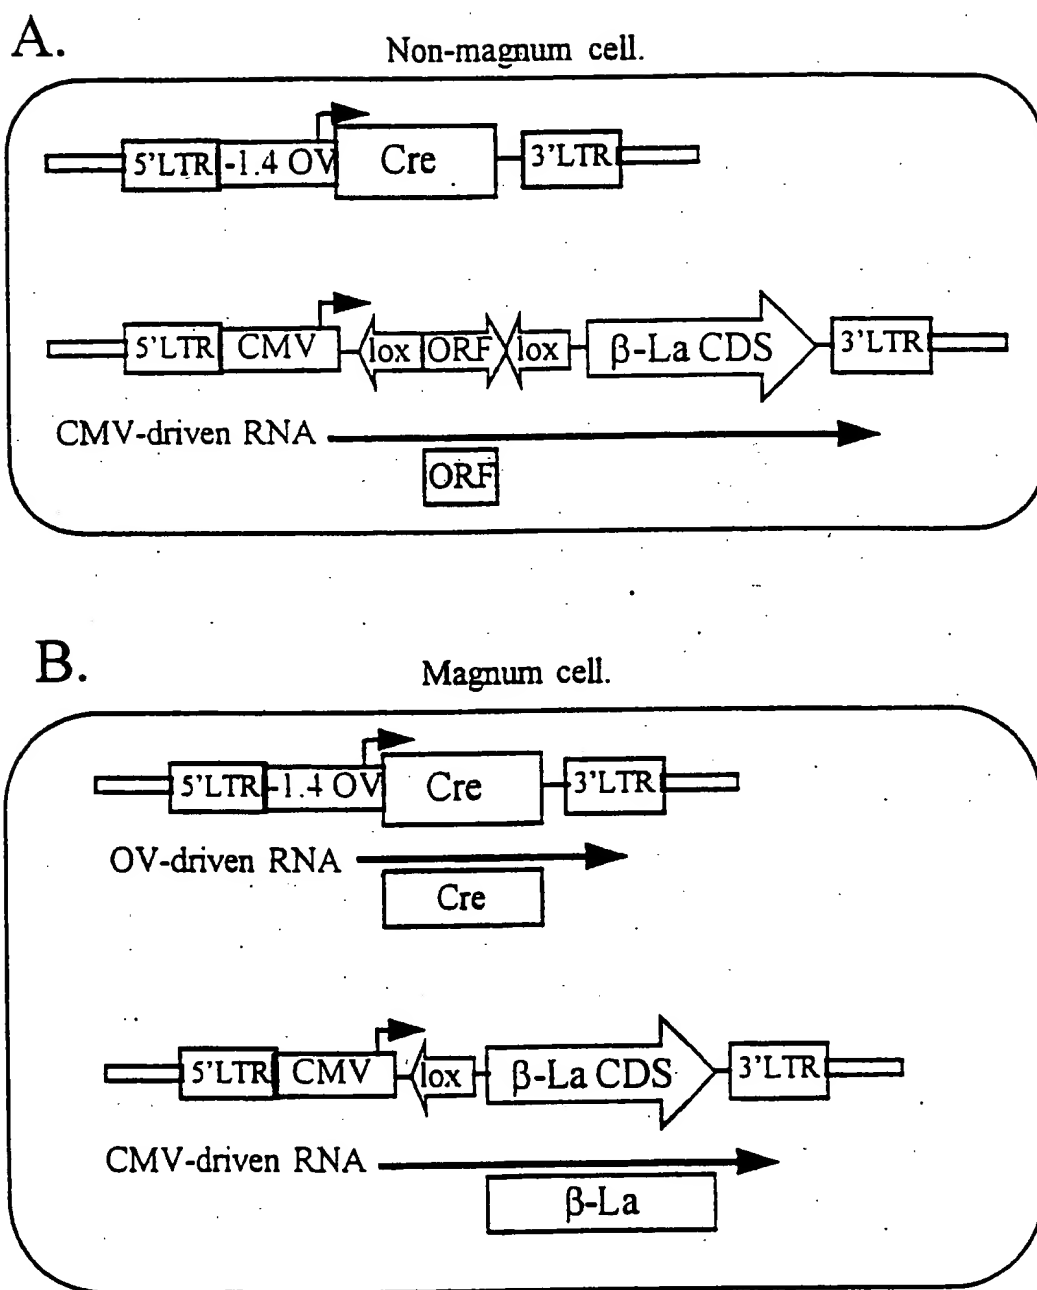 A.
Non-magnum cell.
5'LTR -1.4 OV Cre 3'LTR
5'LTR CMV lox ORF lox β-La CDS 3'LTR
CMV-driven RNA
ORF
B.
Magnum cell.
5'LTR -1.4 OV Cre 3'LTR
OV-driven RNA
Cre
5'LTR CMV lox β-La CDS 3'LTR
CMV-driven RNA
β-La